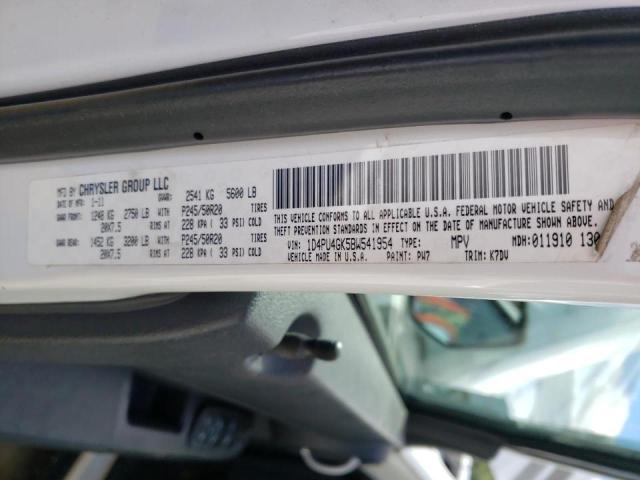 MFD BY CHRYSLER GROUP LLC
DATE OF MFR: 1-11 GVWR: 2541 KG 5600 LB
GAWR FRONT: 1248 KG 2750 LB WITH P245/50R20 TIRES
20X7.5 RIMS AT 228 KPA ( 33 PSI COLD
GAWR REAR: 1452 KG 3200 LB WITH P245/50R20 TIRES
20X7.5 RIMS AT 228 KPA ( 33 PSI COLD
THIS VEHICLE CONFORMS TO ALL APPLICABLE U.S.A. FEDERAL MOTOR VEHICLE SAFETY AND
THEFT PREVENTION STANDARDS IN EFFECT ON THE DATE OF MANUFACTURE SHOWN ABOVE.
VIN: 1D4PU4GK5BW541954 TYPE: MPV MDH: 011910 130
VEHICLE MADE IN U.S.A. PAINT: PW7 TRIM: K7DV